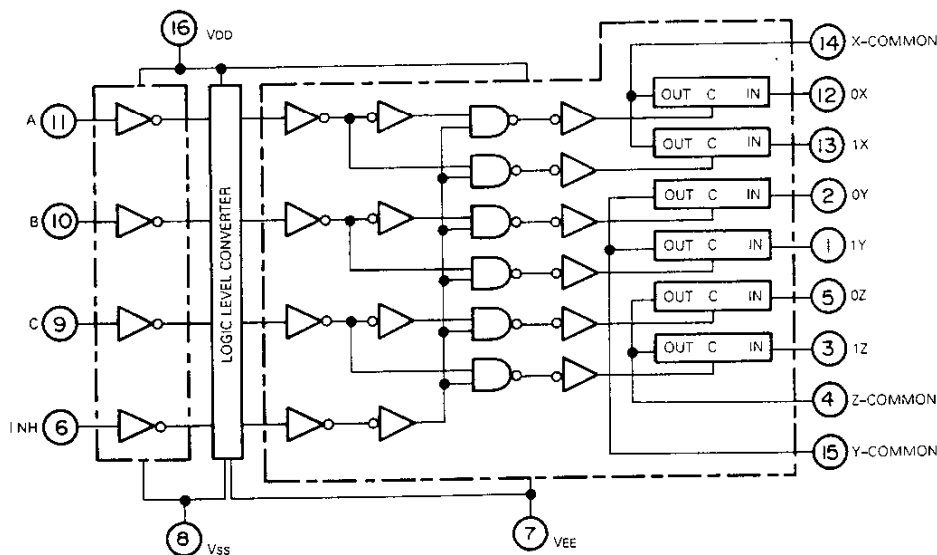 16 VDD
14 X-COMMON
A 11
OUT C IN
12 0X
OUT C IN
13 1X
B 10
LOGIC LEVEL CONVERTER
OUT C IN
2 0Y
OUT C IN
1 1Y
C 9
OUT C IN
5 0Z
OUT C IN
3 1Z
4 Z-COMMON
INH 6
15 Y-COMMON
8 VSS
7 VEE